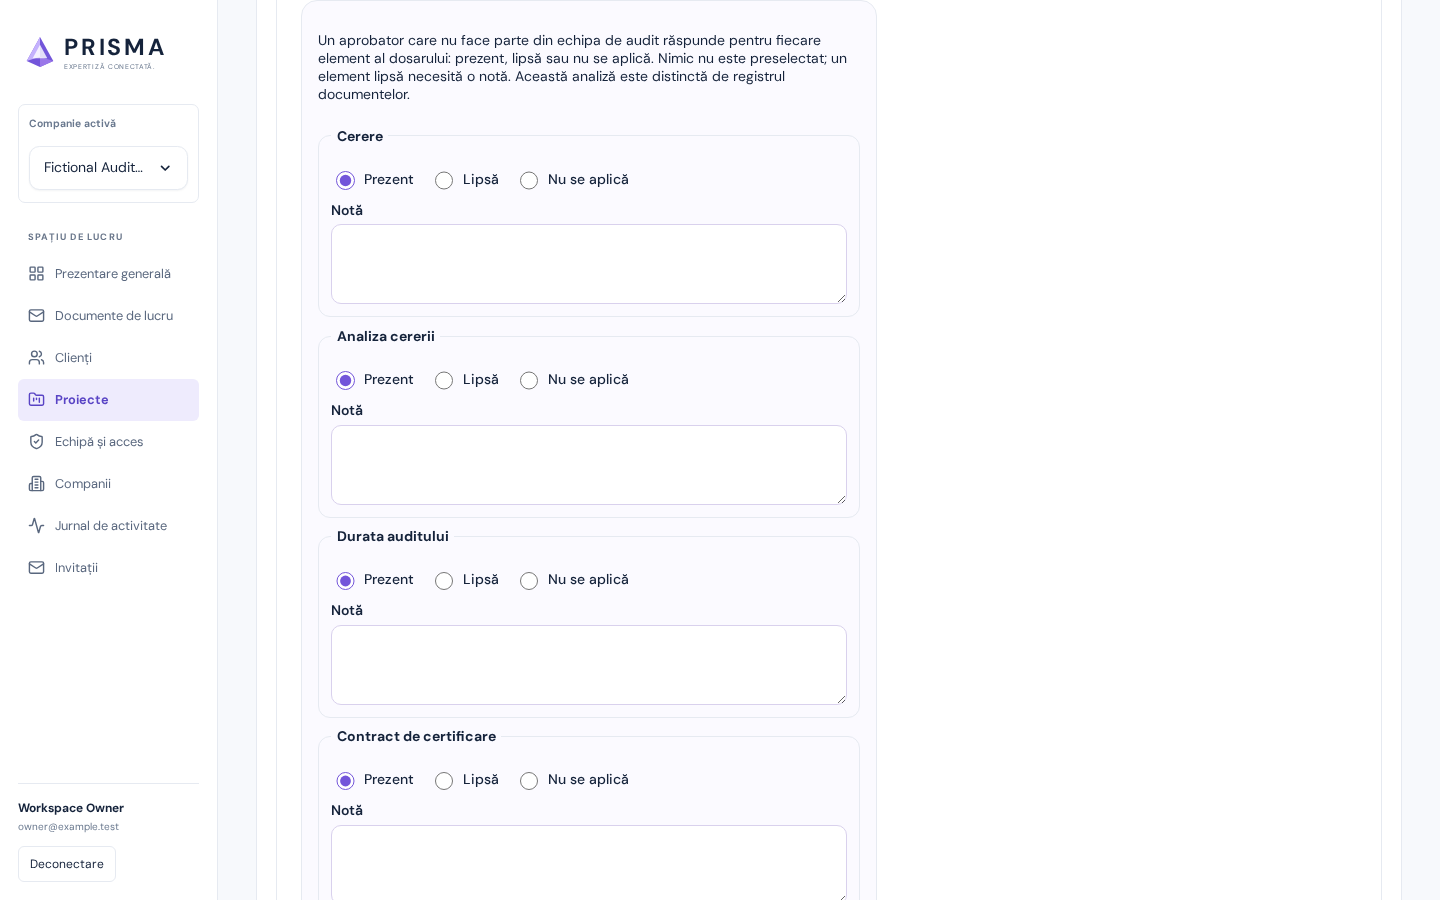 PRISMA
EXPERTIZĂ CONECTATĂ.
Companie activă
Fictional Audit...
SPAȚIU DE LUCRU
Prezentare generală
Documente de lucru
Clienți
Proiecte
Echipă și acces
Companii
Jurnal de activitate
Invitații
Workspace Owner
owner@example.test
Deconectare
Un aprobator care nu face parte din echipa de audit răspunde pentru fiecare
element al dosarului: prezent, lipsă sau nu se aplică. Nimic nu este preselectat; un
element lipsă necesită o notă. Această analiză este distinctă de registrul
documentelor.
Cerere
Prezent Lipsă Nu se aplică
Notă
Analiza cererii
Prezent Lipsă Nu se aplică
Notă
Durata auditului
Prezent Lipsă Nu se aplică
Notă
Contract de certificare
Prezent Lipsă Nu se aplică
Notă